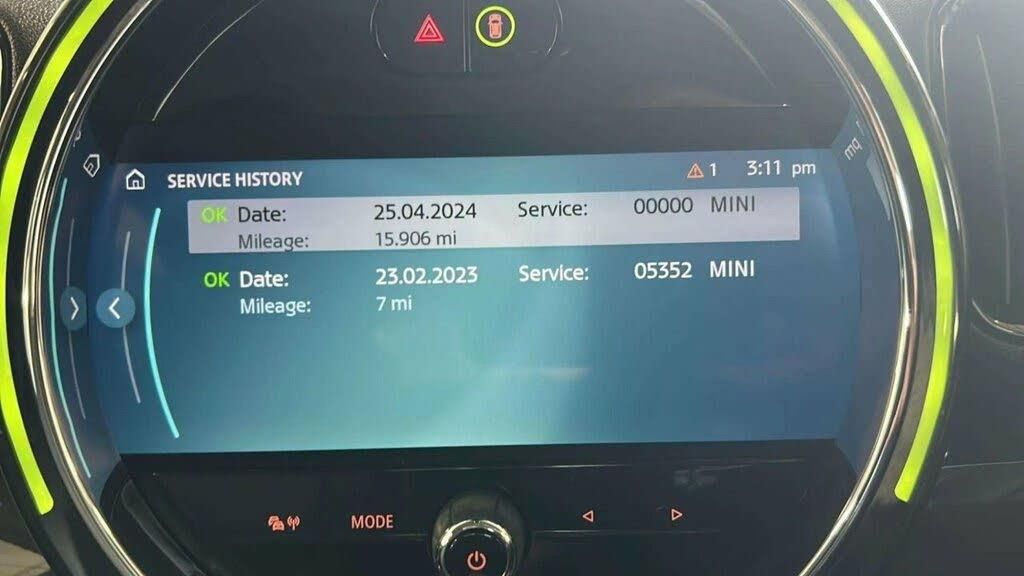 SERVICE HISTORY 1 3:11 pm
OK Date: 25.04.2024 Service: 00000 MINI
Mileage: 15.906 mi
OK Date: 23.02.2023 Service: 05352 MINI
Mileage: 7 mi
MODE